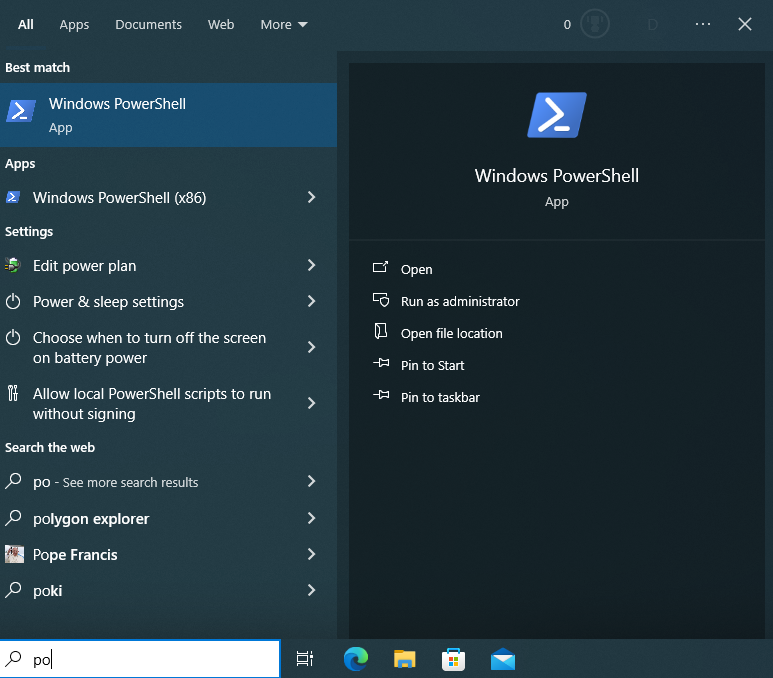 All Apps Documents Web More 0 D
Best match
Windows PowerShell
App
Apps
Windows PowerShell (x86)
Settings
Edit power plan
Power & sleep settings
Choose when to turn off the screen
on battery power
Allow local PowerShell scripts to run
without signing
Search the web
po - See more search results
polygon explorer
Pope Francis
poki
po
Windows PowerShell
App
Open
Run as administrator
Open file location
Pin to Start
Pin to taskbar